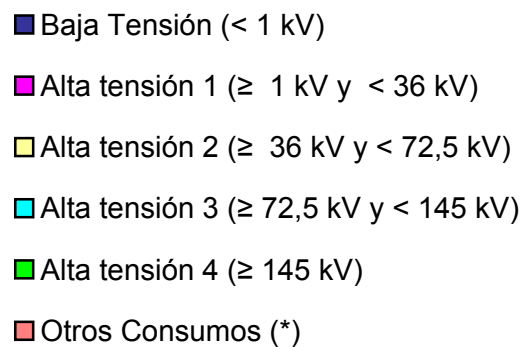 Baja Tensión (< 1 kV)
Alta tensión 1 (≥ 1 kV y < 36 kV)
Alta tensión 2 (≥ 36 kV y < 72,5 kV)
Alta tensión 3 (≥ 72,5 kV y < 145 kV)
Alta tensión 4 (≥ 145 kV)
Otros Consumos (*)